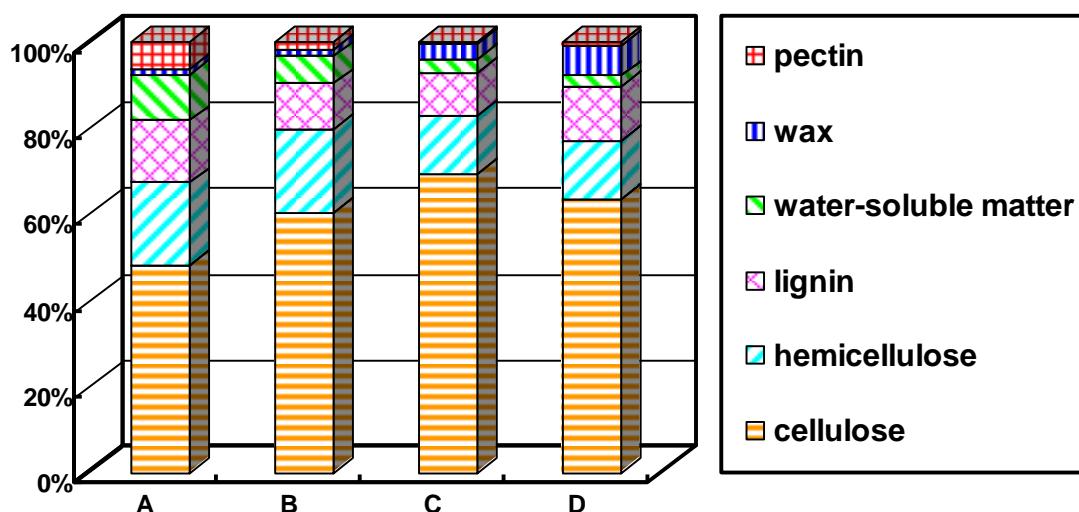 100%
80%
60%
40%
20%
0%
A B C D
pectin
wax
water-soluble matter
lignin
hemicellulose
cellulose